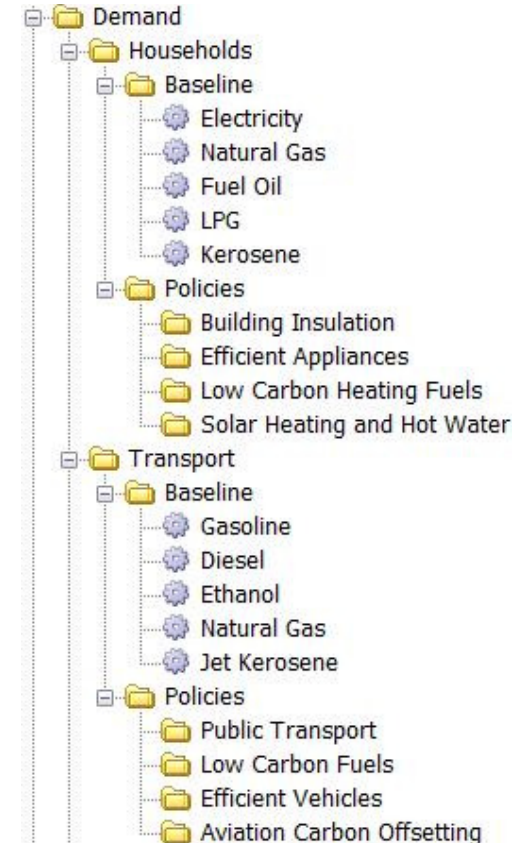 Demand
Households
Baseline
Electricity
Natural Gas
Fuel Oil
LPG
Kerosene
Policies
Building Insulation
Efficient Appliances
Low Carbon Heating Fuels
Solar Heating and Hot Water
Transport
Baseline
Gasoline
Diesel
Ethanol
Natural Gas
Jet Kerosene
Policies
Public Transport
Low Carbon Fuels
Efficient Vehicles
Aviation Carbon Offsetting